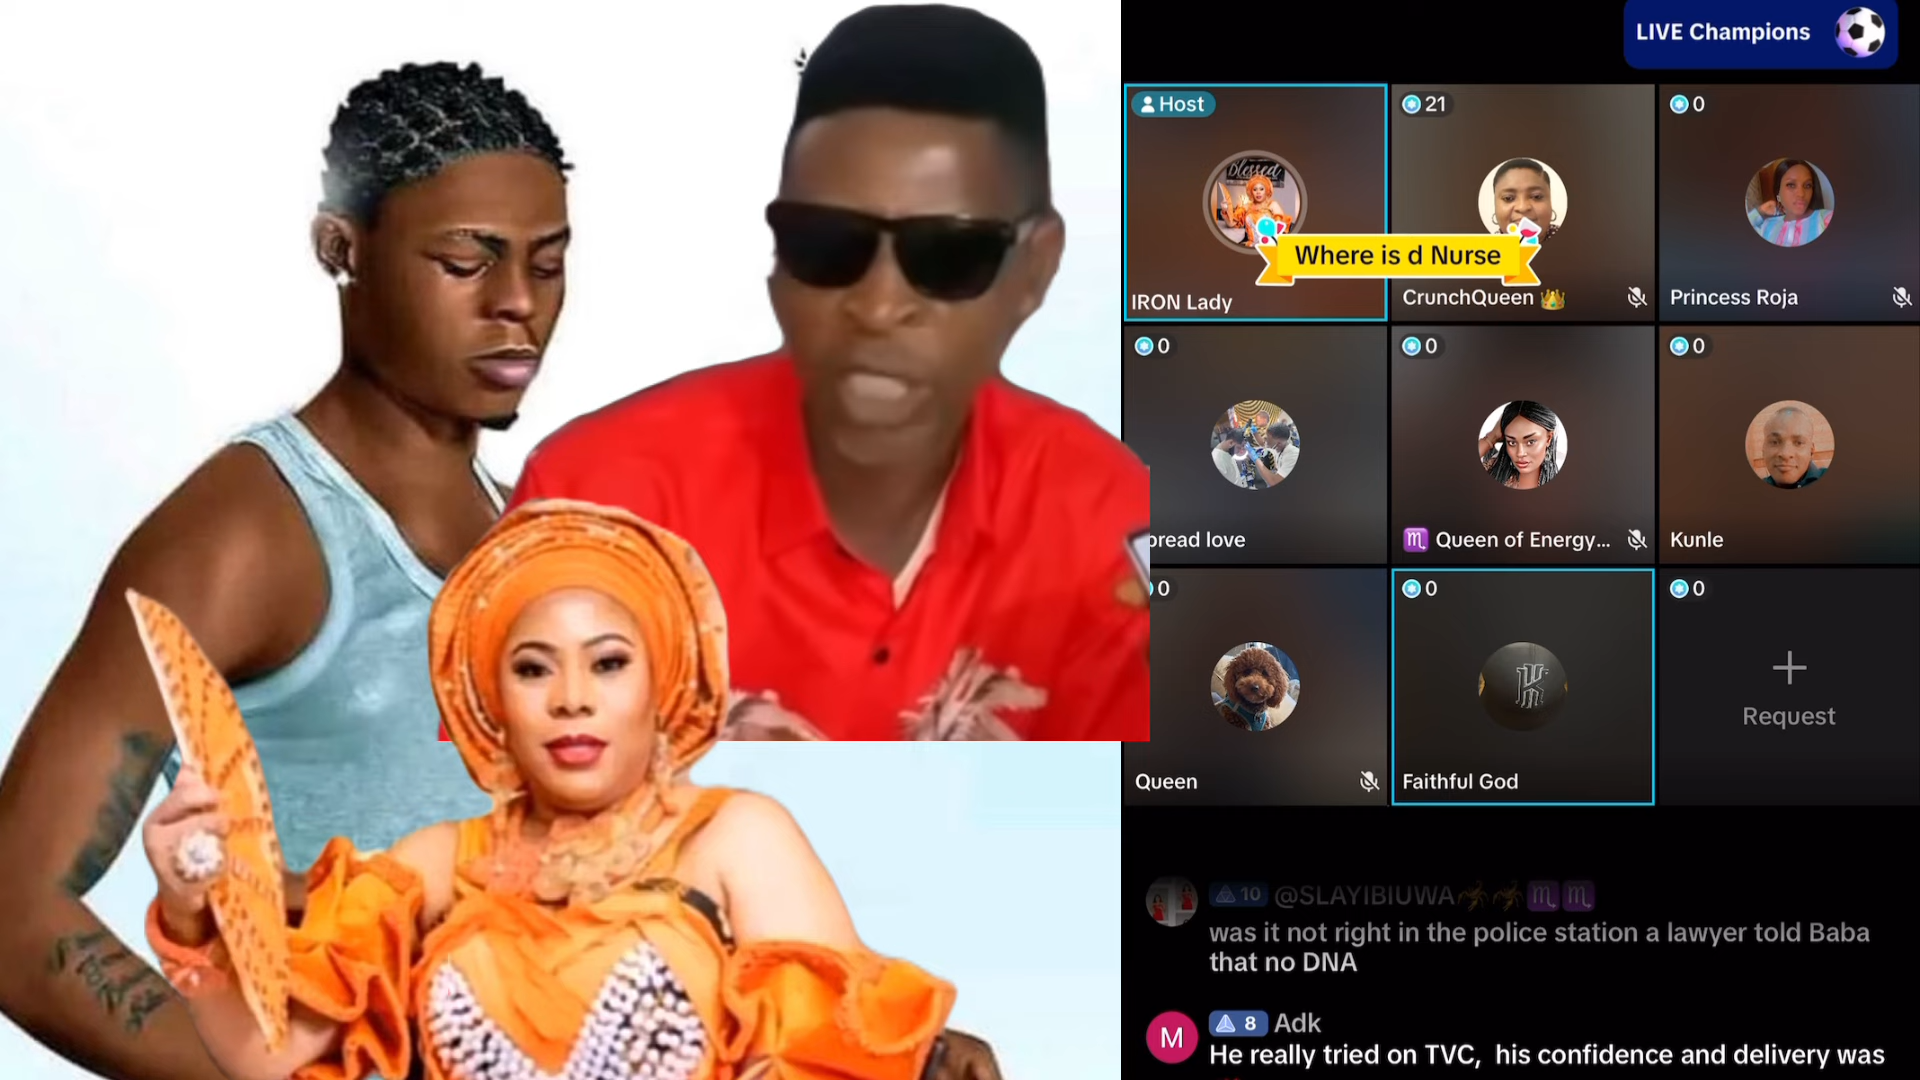 LIVE Champions
Host
Blessed
IRON Lady
21
CrunchQueen
0
Princess Roja
Where is d Nurse
0
pread love
0
Queen of Energy...
0
Kunle
0
Queen
0
Faithful God
0
Request
10 @SLAYIBIUWA
was it not right in the police station a lawyer told Baba
that no DNA
M
8 Adk
He really tried on TVC, his confidence and delivery was